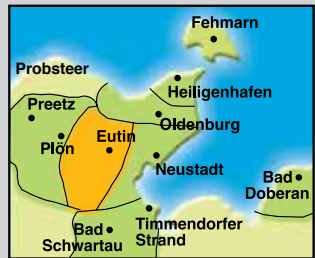 Fehmarn
Probsteer
Heiligenhafen
Preetz
Oldenburg
Eutin
Plön
Neustadt
Bad
Doberan
Timmendorfer
Strand
Bad
Schwartau